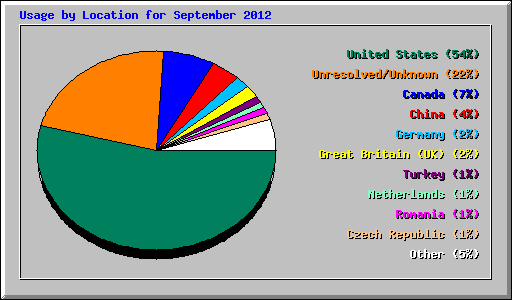 Usage by Location for September 2012
United States (54%)
Unresolved/Unknown (22%)
Canada (7%)
China (4%)
Germany (2%)
Great Britain (UK) (2%)
Turkey (1%)
Netherlands (1%)
Romania (1%)
Czech Republic (1%)
Other (5%)